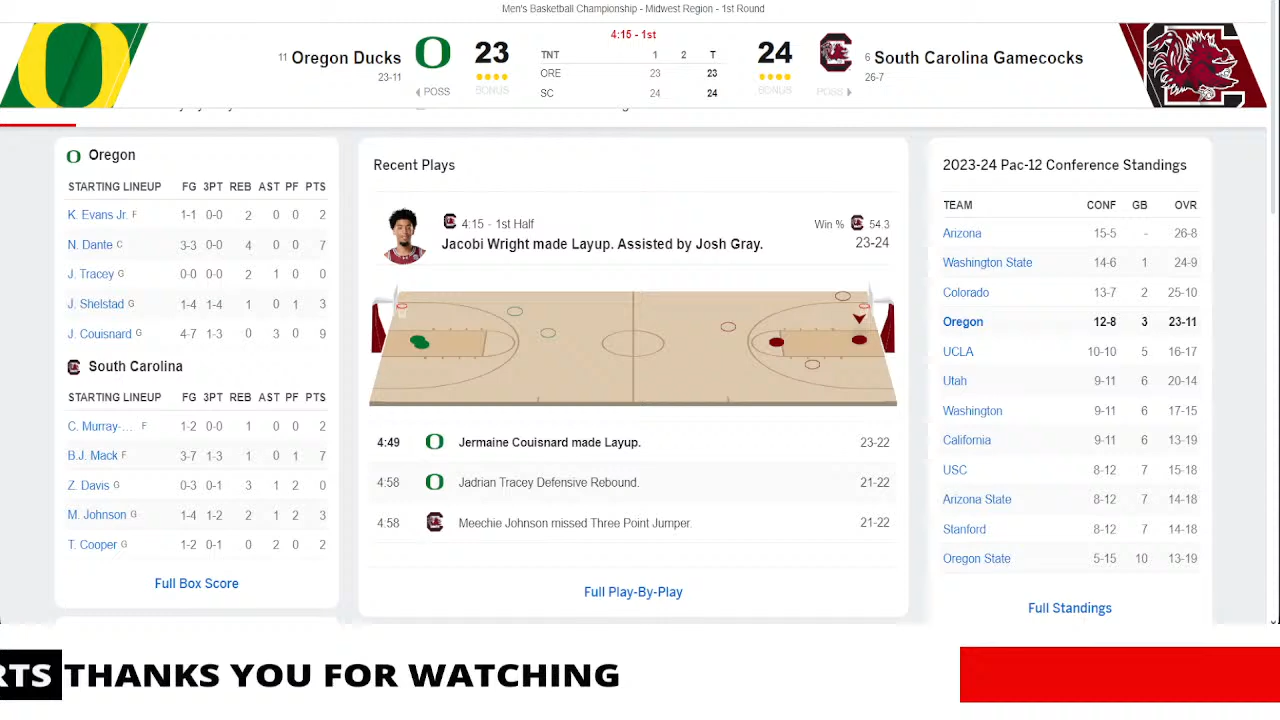 Men's Basketball Championship - Midwest Region - 1st Round
11 Oregon Ducks
23-11
POSS
23
BONUS
4:15 - 1st
TNT 1 2 T
ORE 23 23
SC 24 24
24
BONUS
POSS
6 South Carolina Gamecocks
26-7
Oregon
STARTING LINEUP FG 3PT REB AST PF PTS
K. Evans Jr. F 1-1 0-0 2 0 0 2
N. Dante C 3-3 0-0 4 0 0 7
J. Tracey G 0-0 0-0 2 1 0 0
J. Shelstad G 1-4 1-4 1 0 1 3
J. Couisnard G 4-7 1-3 0 3 0 9
South Carolina
STARTING LINEUP FG 3PT REB AST PF PTS
C. Murray-... F 1-2 0-0 1 0 0 2
B.J. Mack F 3-7 1-3 1 0 1 7
Z. Davis G 0-3 0-1 3 1 2 0
M. Johnson G 1-4 1-2 2 1 2 3
T. Cooper G 1-2 0-1 0 2 0 2
Full Box Score
Recent Plays
4:15 - 1st Half
Win % 54.3
Jacobi Wright made Layup. Assisted by Josh Gray.
23-24
4:49 Jermaine Couisnard made Layup. 23-22
4:58 Jadrian Tracey Defensive Rebound. 21-22
4:58 Meechie Johnson missed Three Point Jumper. 21-22
Full Play-By-Play
2023-24 Pac-12 Conference Standings
TEAM CONF GB OVR
Arizona 15-5 - 26-8
Washington State 14-6 1 24-9
Colorado 13-7 2 25-10
Oregon 12-8 3 23-11
UCLA 10-10 5 16-17
Utah 9-11 6 20-14
Washington 9-11 6 17-15
California 9-11 6 13-19
USC 8-12 7 15-18
Arizona State 8-12 7 14-18
Stanford 8-12 7 14-18
Oregon State 5-15 10 13-19
Full Standings
RTS THANKS YOU FOR WATCHING